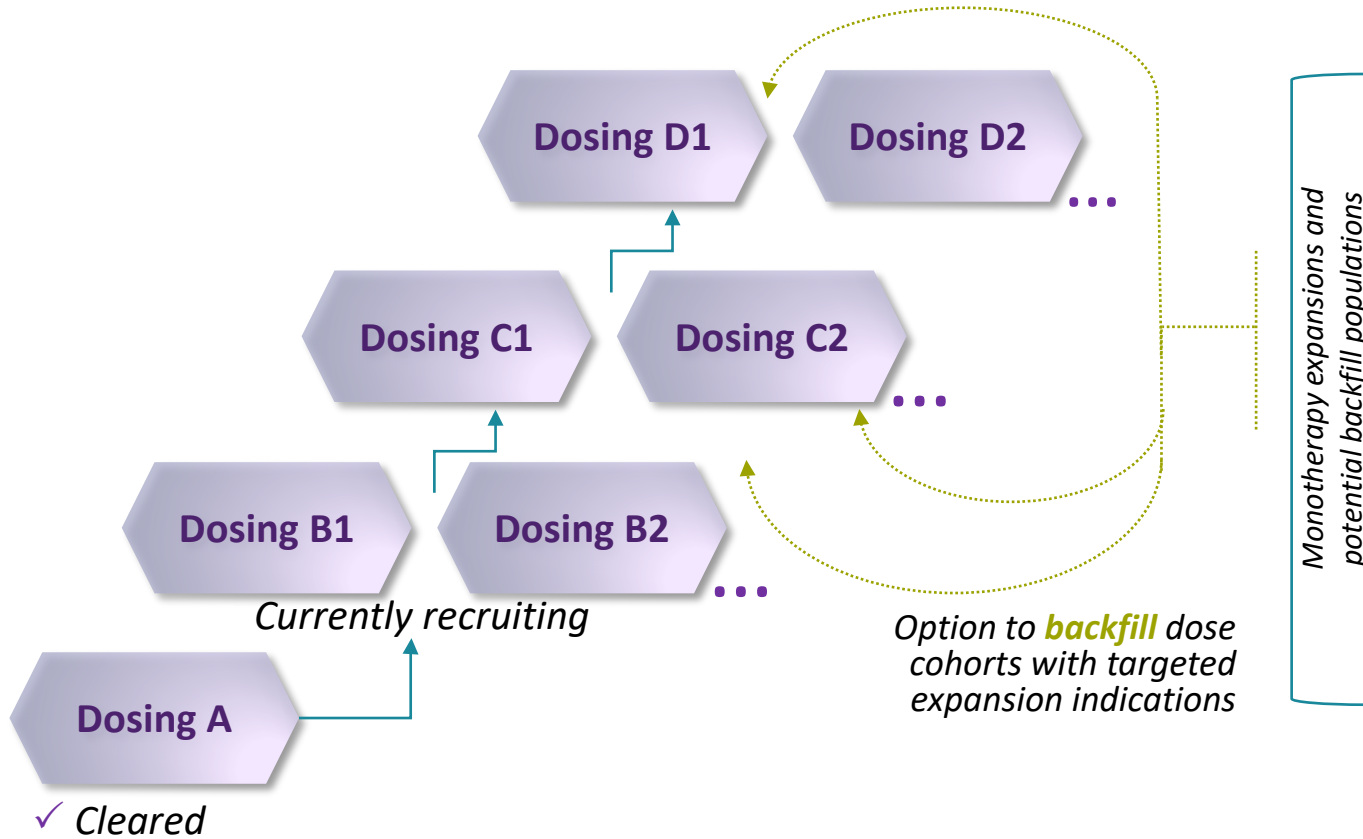 Dosing D1
Dosing D2
...
Dosing C1
Dosing C2
...
Dosing B1
Dosing B2
...
Currently recruiting
Dosing A
✓ Cleared
Option to backfill dose
cohorts with targeted
expansion indications
Monotherapy expansions and
potential backfill populations